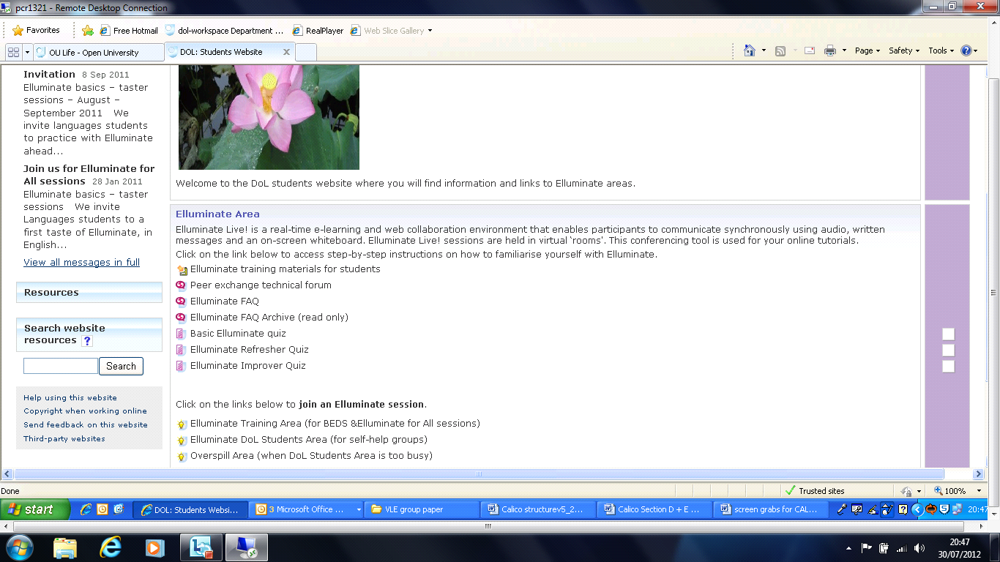 pcr1321 - Remote Desktop Connection
Favorites
Free Hotmail
dol-workspace Department ...
RealPlayer
Web Slice Gallery
OU Life - Open University
DOL: Students Website
Page
Safety
Tools
Invitation 8 Sep 2011
Elluminate basics – taster
sessions – August –
September 2011 We
invite languages students
to practice with Elluminate
ahead...
Join us for Elluminate for
All sessions 28 Jan 2011
Elluminate basics – taster
sessions We invite
Languages students to a
first taste of Elluminate, in
English...
View all messages in full
Resources
Search website
resources ?
Search
Help using this website
Copyright when working online
Send feedback on this website
Third-party websites
Welcome to the DoL students website where you will find information and links to Elluminate areas.
Elluminate Area
Elluminate Live! is a real-time e-learning and web collaboration environment that enables participants to communicate synchronously using audio, written
messages and an on-screen whiteboard. Elluminate Live! sessions are held in virtual 'rooms'. This conferencing tool is used for your online tutorials.
Click on the link below to access step-by-step instructions on how to familiarise yourself with Elluminate.
Elluminate training materials for students
Peer exchange technical forum
Elluminate FAQ
Elluminate FAQ Archive (read only)
Basic Elluminate quiz
Elluminate Refresher Quiz
Elluminate Improver Quiz
Click on the links below to join an Elluminate session.
Elluminate Training Area (for BEDS &Elluminate for All sessions)
Elluminate DoL Students Area (for self-help groups)
Overspill Area (when DoL Students Area is too busy)
Done
Trusted sites
100%
start
DOL: Students Websi...
3 Microsoft Office ...
VLE group paper
Calico structurev5_2...
Calico Section D + E ...
screen grabs for CAL...
20:47
20:47
30/07/2012